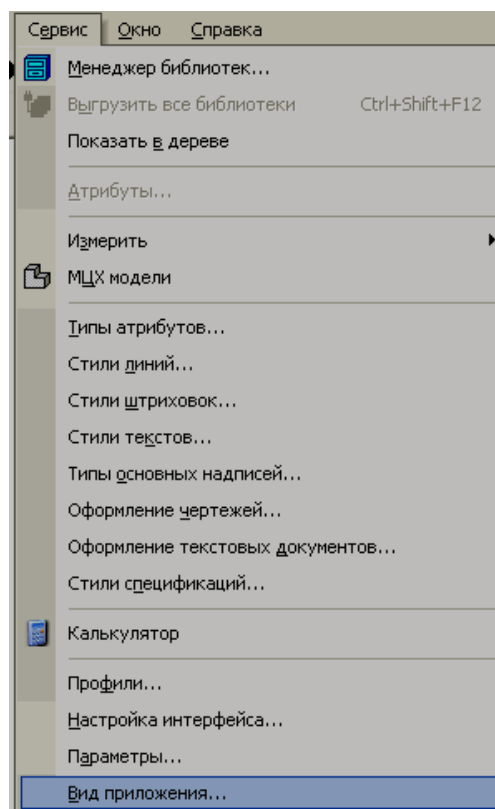 Сервис Окно Справка
Менеджер библиотек...
Выгрузить все библиотеки Ctrl+Shift+F12
Показать в дереве
Атрибуты...
Измерить
МЦХ модели
Типы атрибутов...
Стили линий...
Стили штриховок...
Стили текстов...
Типы основных надписей...
Оформление чертежей...
Оформление текстовых документов...
Стили спецификаций...
Калькулятор
Профили...
Настройка интерфейса...
Параметры...
Вид приложения...